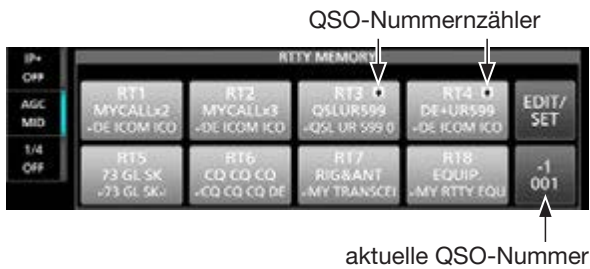 QSO-Nummernzähler
IP+
OFF
RTTY MEMORY
AGC
MID
RT1
MYCALLx2
DE ICOM ICO
RT2
MYCALLx3
DE ICOM ICO
RT3
QSLUR599
QSL UR 599 0
RT4
DE+UR599
DE ICOM ICO
EDIT/
SET
1/4
OFF
RT5
73 GL SK
73 GL SK
RT6
CQ CQ CQ
CQ CQ CQ DE
RT7
RIG&ANT
MY TRANSCEI
RT8
EQUIP.
MY RTTY EQU
-1
001
aktuelle QSO-Nummer